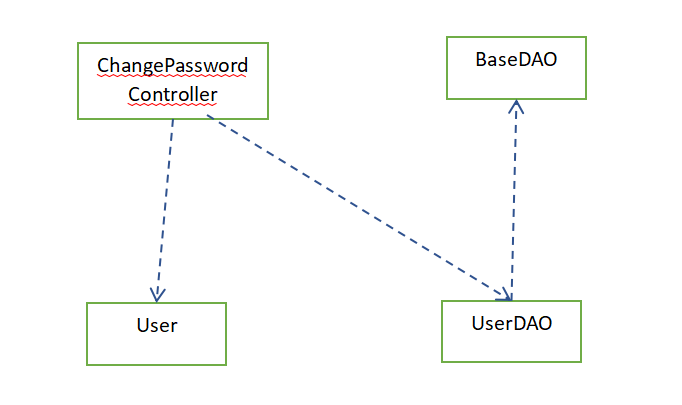 ChangePassword
Controller
BaseDAO
User
UserDAO